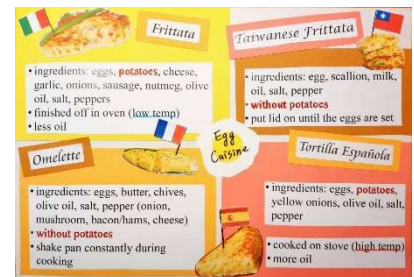 Frittata
• ingredients: eggs, potatoes, cheese,
garlic, onions, sausage, nutmeg, olive
oil, salt, peppers
• finished off in oven (low temp)
• less oil
Taiwanese Frittata
• ingredients: egg, scallion, milk,
oil, salt, pepper
• without potatoes
• put lid on until the eggs are set
Egg
Cuisine
Omelette
• ingredients: eggs, butter, chives,
olive oil, salt, pepper (onion,
mushroom, bacon/hams, cheese)
• without potatoes
• shake pan constantly during
cooking
Tortilla Española
• ingredients: eggs, potatoes,
yellow onions, olive oil, salt,
pepper
• cooked on stove (high temp)
• more oil